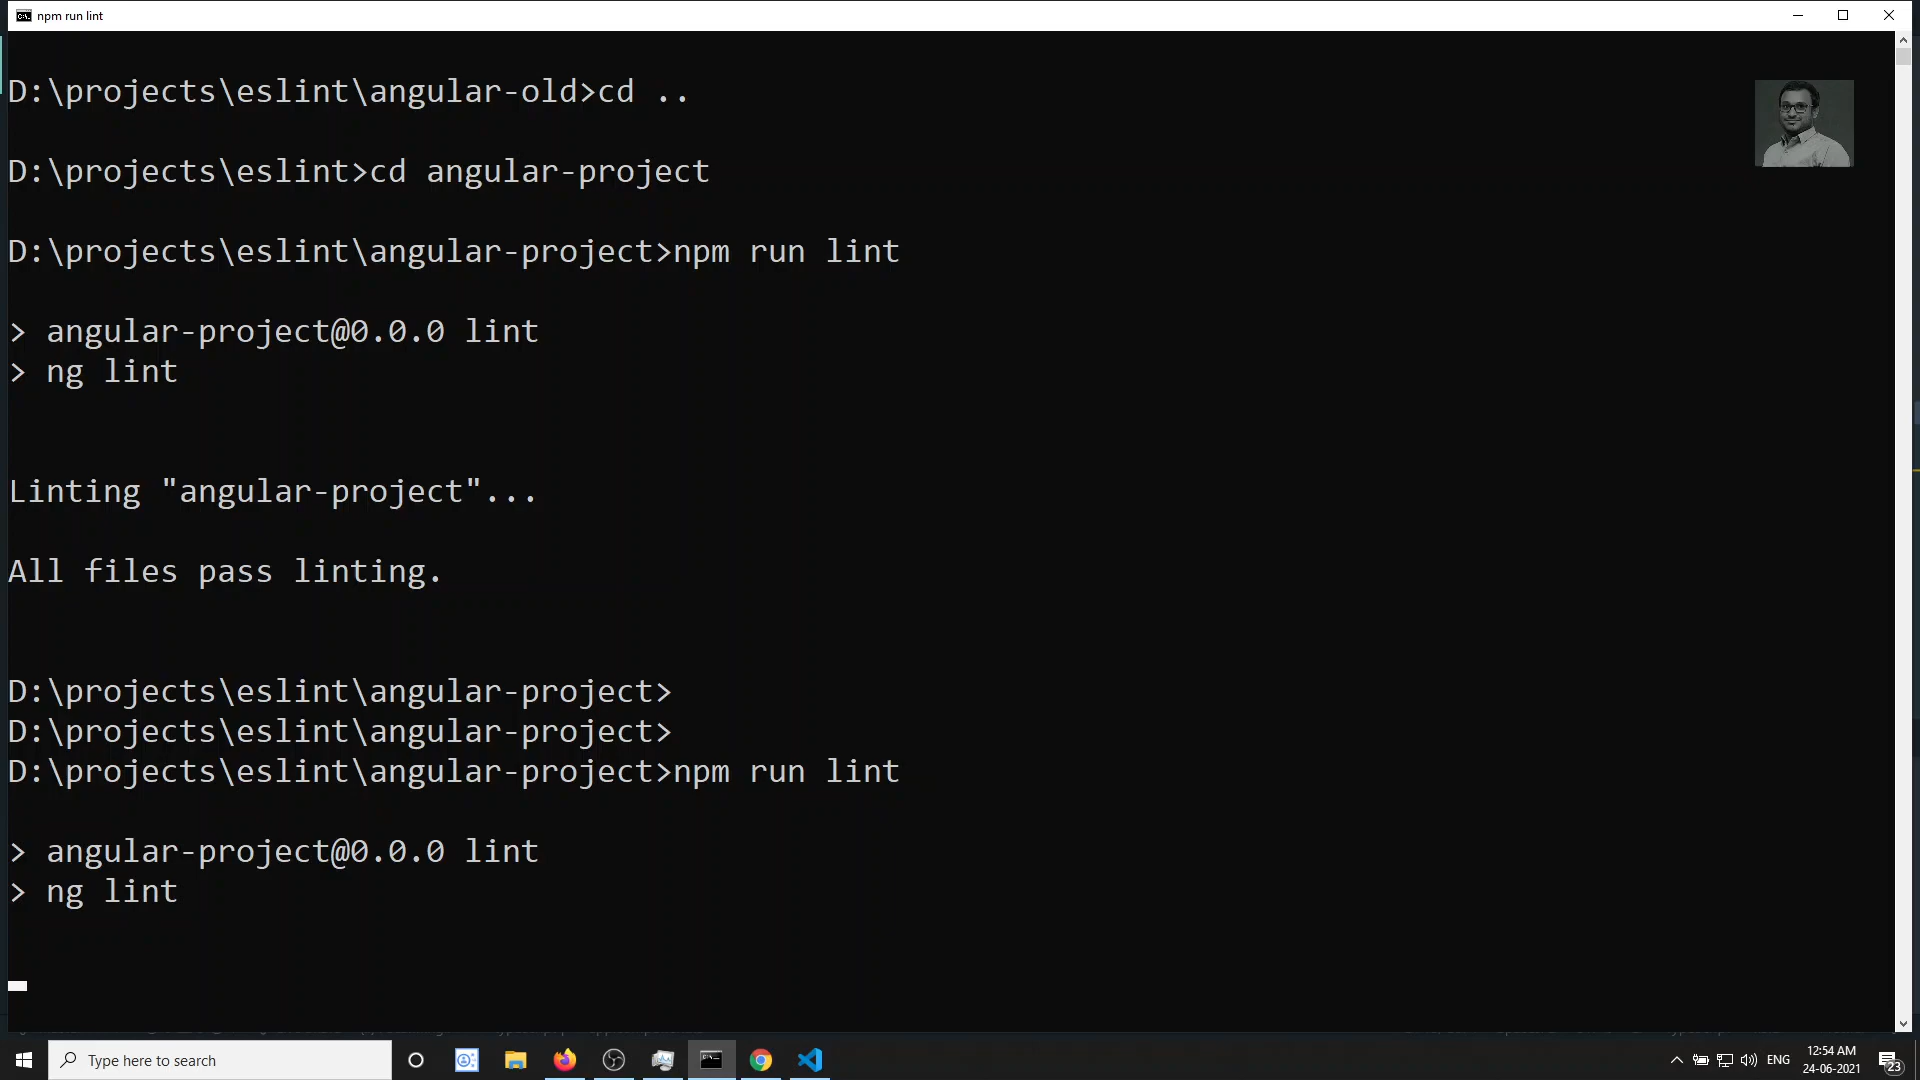 npm run lint
D:\projects\eslint\angular-old>cd ..
D:\projects\eslint>cd angular-project
D:\projects\eslint\angular-project>npm run lint
> angular-project@0.0.0 lint
> ng lint
Linting "angular-project"...
All files pass linting.
D:\projects\eslint\angular-project>
D:\projects\eslint\angular-project>
D:\projects\eslint\angular-project>npm run lint
> angular-project@0.0.0 lint
> ng lint
Type here to search
ENG
12:54 AM
24-06-2021
23